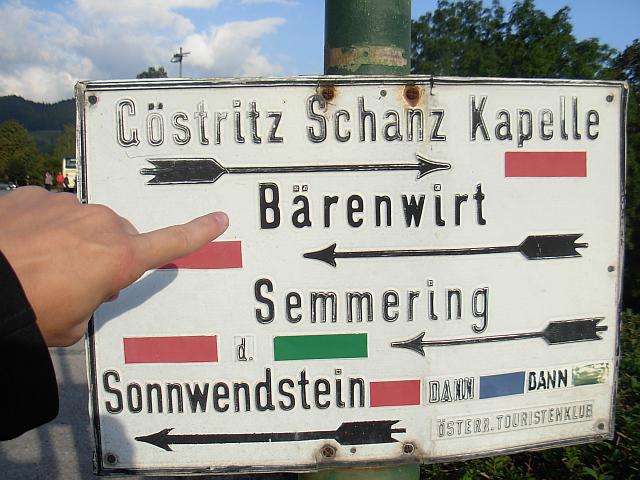 Göstritz Schanz Kapelle
Bärenwirt
Semmering
d.
Sonnwendstein DANN DANN
ÖSTERR. TOURISTENKLUB